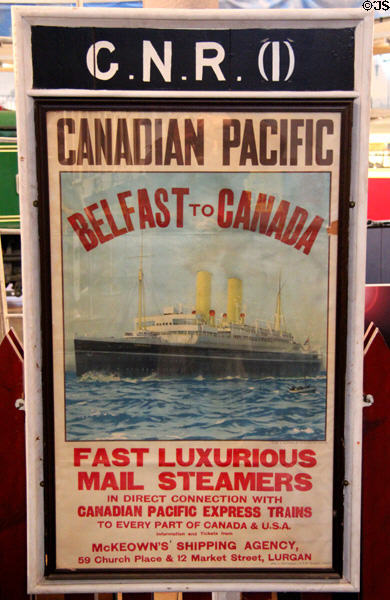 ©JS
C.N.R. (I)
CANADIAN PACIFIC
BELFAST TO CANADA
FAST LUXURIOUS
MAIL STEAMERS
IN DIRECT CONNECTION WITH
CANADIAN PACIFIC EXPRESS TRAINS
TO EVERY PART OF CANADA & U.S.A.
Information and Tickets from
McKEOWN'S SHIPPING AGENCY,
59 Church Place & 12 Market Street, LURGAN